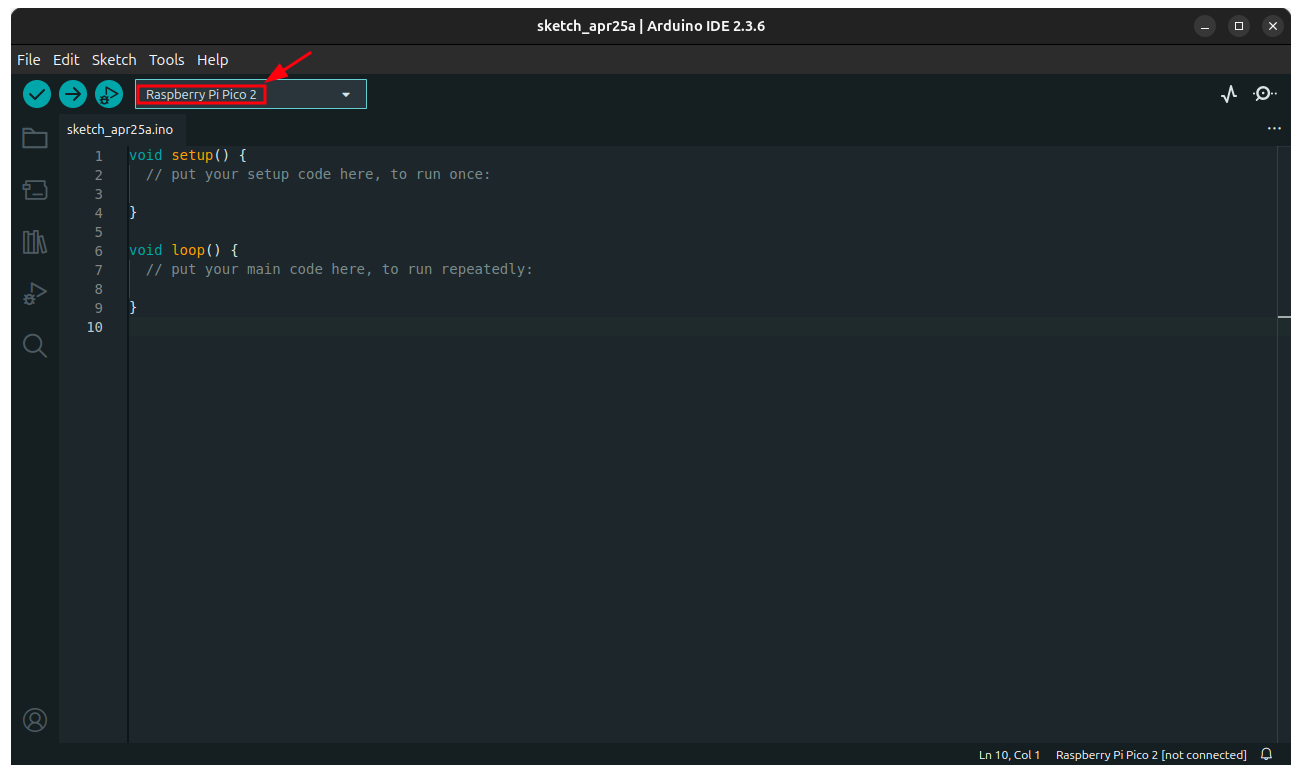 sketch_apr25a | Arduino IDE 2.3.6
File Edit Sketch Tools Help
Raspberry Pi Pico 2
sketch_apr25a.ino
1 void setup() {
2 // put your setup code here, to run once:
3
4 }
5
6 void loop() {
7 // put your main code here, to run repeatedly:
8
9 }
10
Ln 10, Col 1 Raspberry Pi Pico 2 [not connected]